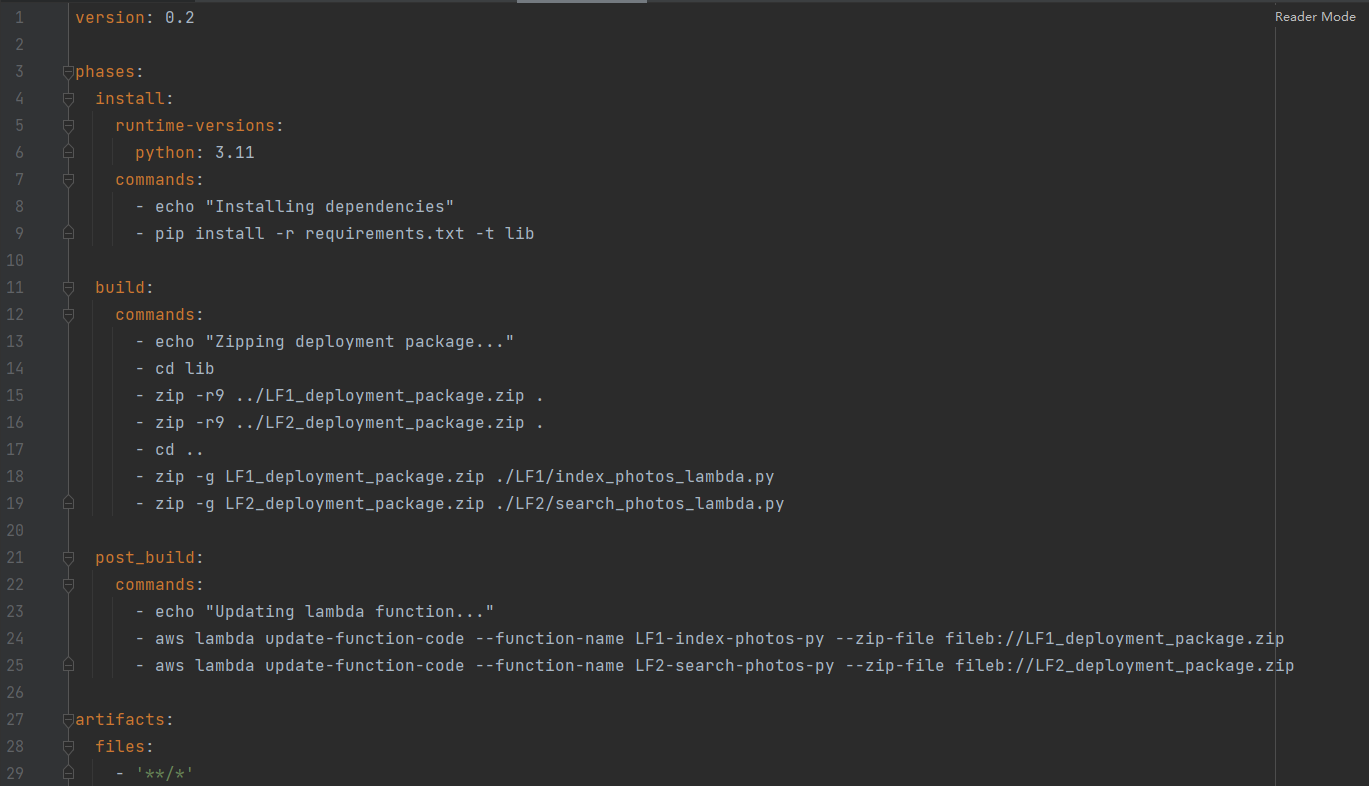 Reader Mode
1 version: 0.2
2
3 phases:
4   install:
5     runtime-versions:
6       python: 3.11
7     commands:
8       - echo "Installing dependencies"
9       - pip install -r requirements.txt -t lib
10
11   build:
12     commands:
13       - echo "Zipping deployment package..."
14       - cd lib
15       - zip -r9 ../LF1_deployment_package.zip .
16       - zip -r9 ../LF2_deployment_package.zip .
17       - cd ..
18       - zip -g LF1_deployment_package.zip ./LF1/index_photos_lambda.py
19       - zip -g LF2_deployment_package.zip ./LF2/search_photos_lambda.py
20
21   post_build:
22     commands:
23       - echo "Updating lambda function..."
24       - aws lambda update-function-code --function-name LF1-index-photos-py --zip-file fileb://LF1_deployment_package.zip
25       - aws lambda update-function-code --function-name LF2-search-photos-py --zip-file fileb://LF2_deployment_package.zip
26
27 artifacts:
28   files:
29     - '**/*'